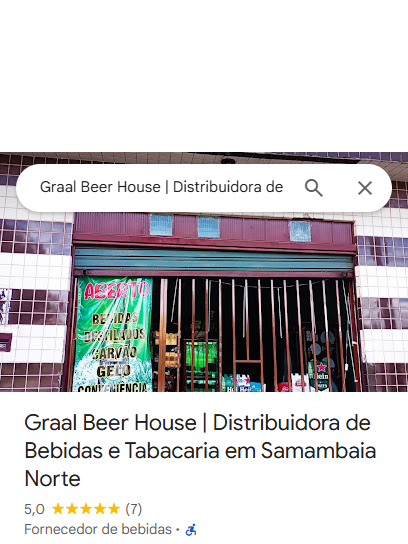 Graal Beer House | Distribuidora de
ABERTO
BEBIDAS
DESTILADOS
CARVÃO
GELO
CONVENIÊNCIA
Graal Beer House | Distribuidora de
Bebidas e Tabacaria em Samambaia
Norte
5,0 (7)
Fornecedor de bebidas ·